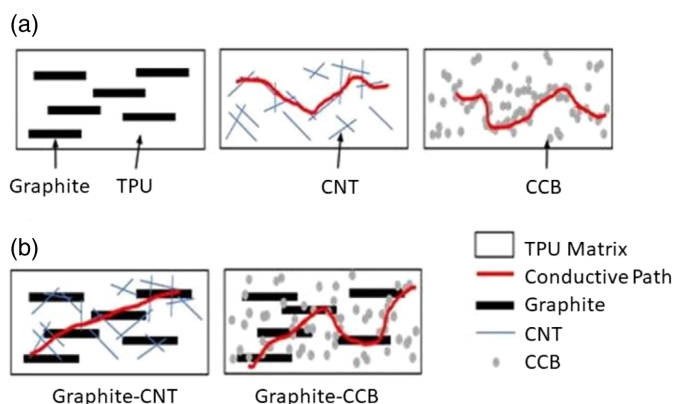 (a)
Graphite TPU CNT CCB
(b)
TPU Matrix
Conductive Path
Graphite
CNT
CCB
Graphite-CNT Graphite-CCB